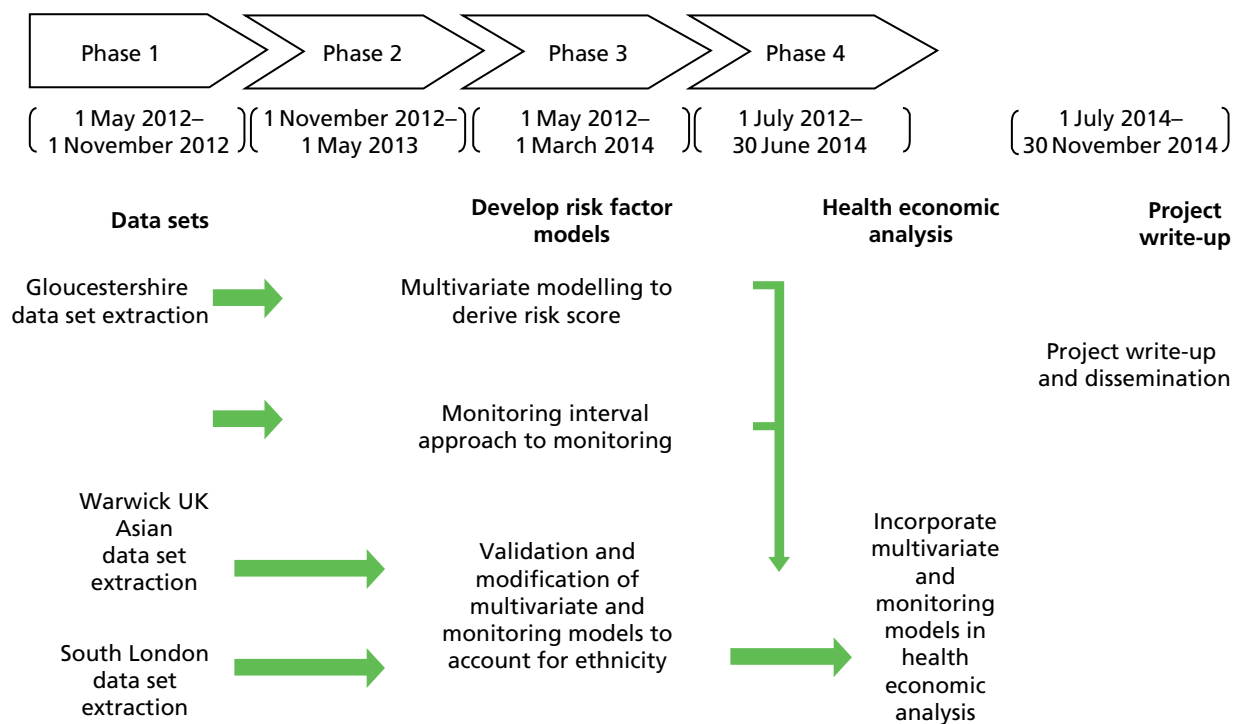 Phase 1
Phase 2
Phase 3
Phase 4
1 May 2012–
1 November 2012
1 November 2012–
1 May 2013
1 May 2012–
1 March 2014
1 July 2012–
30 June 2014
1 July 2014–
30 November 2014
Data sets
Develop risk factor
models
Health economic
analysis
Project
write-up
Gloucestershire
data set extraction
Multivariate modelling to
derive risk score
Project write-up
and dissemination
Monitoring interval
approach to monitoring
Warwick UK
Asian
data set
extraction
Validation and
modification of
multivariate and
monitoring models to
account for ethnicity
Incorporate
multivariate
and
monitoring
models in
health
economic
analysis
South London
data set
extraction